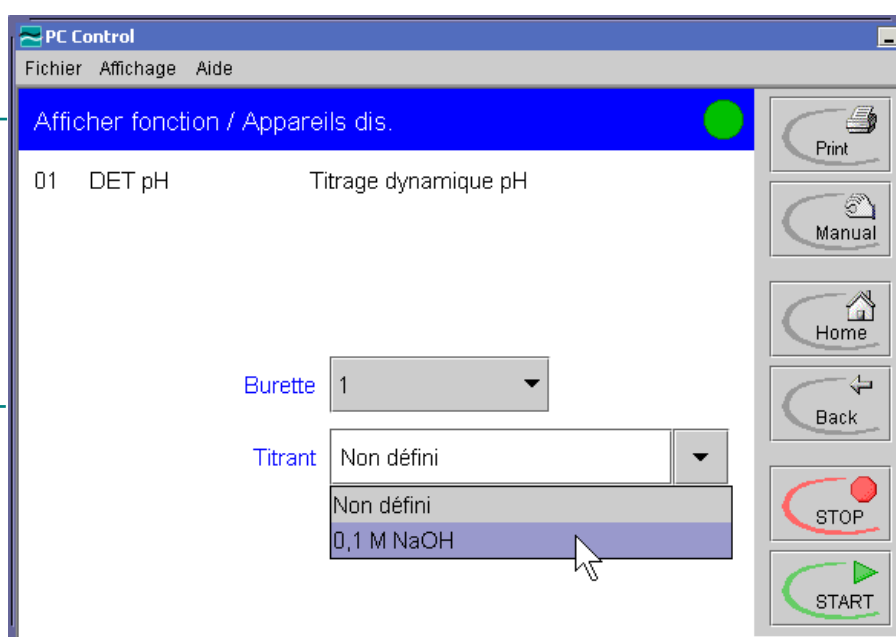 PC Control
Fichier Affichage Aide
Afficher fonction / Appareils dis.
01 DET pH Titrage dynamique pH
Burette 1
Titrant Non défini
Non défini
0,1 M NaOH
Print
Manual
Home
Back
STOP
START